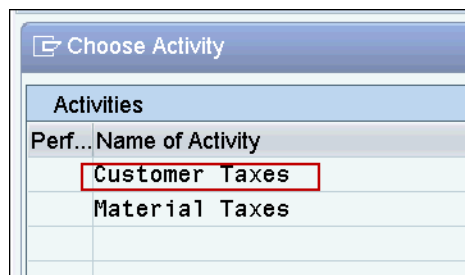 Choose Activity
Activities
Perf... Name of Activity
Customer Taxes
Material Taxes